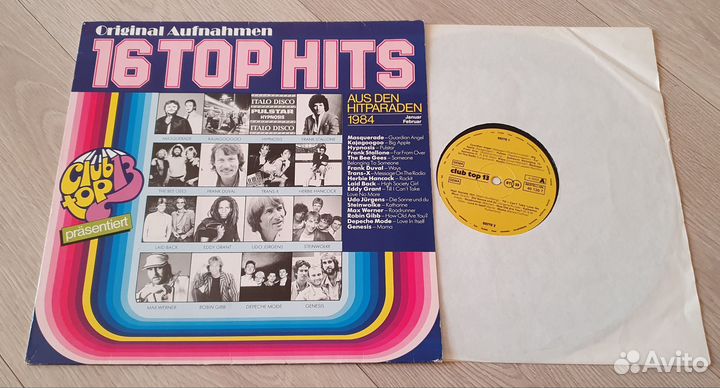 Original Aufnahmen
16 TOP HITS
AUS DEN
HITPARADEN
1984
Januar
Februar
Masquerade – Guardian Angel
Kajagoogoo – Big Apple
Hypnosis – Pulstar
Frank Stallone – Far From Over
The Bee Gees – Someone
Belonging To Someone
Frank Duval – Ways
Trans-X – Message On The Radio
Herbie Hancock – Rockit
Laid Back – High Society Girl
Eddy Grant – Till I Can't Take
Love No More
Udo Jürgens – Die Sonne und du
Steinwolke – Katharine
Max Werner – Roadrunner
Robin Gibb – How Old Are You?
Depeche Mode – Love In Itself
Genesis – Mama
ITALO DISCO
PULSTAR
HYPNOSIS
ITALO DISCO
MASQUERADE
KAJAGOOGOO
HYPNOSIS
FRANK STALLONE
THE BEE GEES
FRANK DUVAL
TRANS-X
HERBIE HANCOCK
LAID BACK
EDDY GRANT
UDO JÜRGENS
STEINWOLKE
MAX WERNER
ROBIN GIBB
DEPECHE MODE
GENESIS
Club
top 13
präsentiert
SEITE 1
club top 13
SEITE 2
Avito